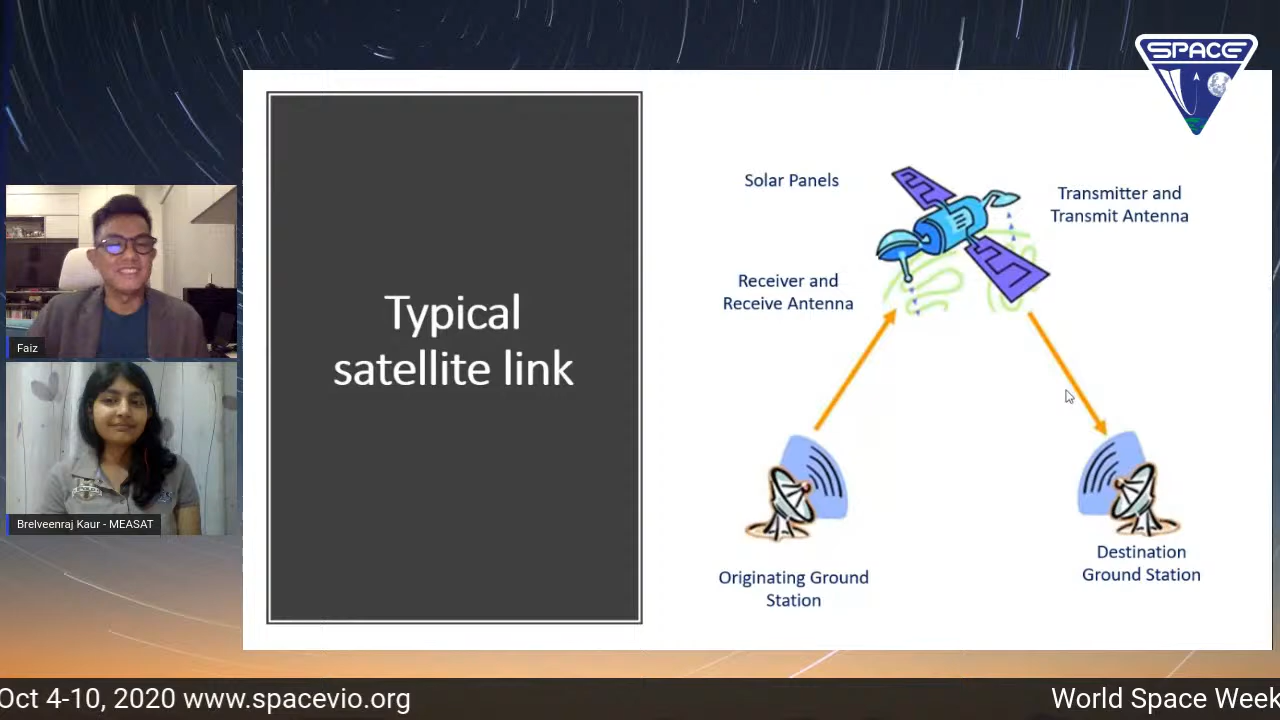 SPACE
Typical
satellite link
Solar Panels
Transmitter and
Transmit Antenna
Receiver and
Receive Antenna
Originating Ground
Station
Destination
Ground Station
Faiz
Brelveenraj Kaur - MEASAT
Oct 4-10, 2020 www.spacevio.org
World Space Week